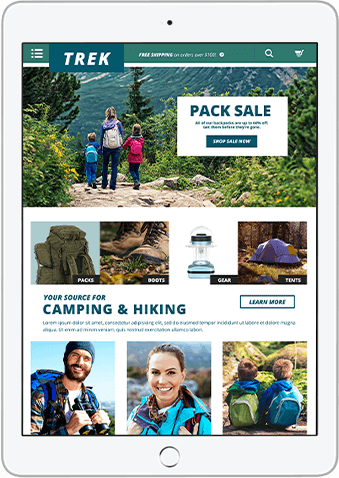 TREK
FREE SHIPPING on orders over $100!
PACK SALE
All of our backpacks are up to 60% off.
Get them before they're gone.
SHOP SALE NOW
PACKS
BOOTS
GEAR
TENTS
YOUR SOURCE FOR
CAMPING & HIKING
LEARN MORE
Lorem ipsum dolor sit amet, consectetur adipiscing elit, sed do eiusmod tempor incididunt ut labore et dolore magna
aliqua. Ut enim ad minim veniam, quis nostrud exercitation ullamco labori.